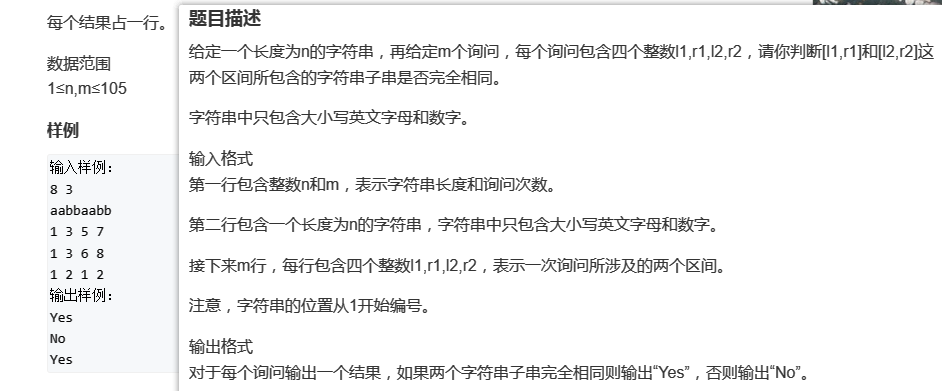 每个结果占一行。
数据范围
1≤n,m≤105
样例
输入样例：
8 3
aabbaabb
1 3 5 7
1 3 6 8
1 2 1 2
输出样例：
Yes
No
Yes
题目描述
给定一个长度为n的字符串，再给定m个询问，每个询问包含四个整数l1,r1,l2,r2，请你判断[l1,r1]和[l2,r2]这
两个区间所包含的字符串子串是否完全相同。
字符串中只包含大小写英文字母和数字。
输入格式
第一行包含整数n和m，表示字符串长度和询问次数。
第二行包含一个长度为n的字符串，字符串中只包含大小写英文字母和数字。
接下来m行，每行包含四个整数l1,r1,l2,r2，表示一次询问所涉及的两个区间。
注意，字符串的位置从1开始编号。
输出格式
对于每个询问输出一个结果，如果两个字符串子串完全相同则输出“Yes”，否则输出“No”。